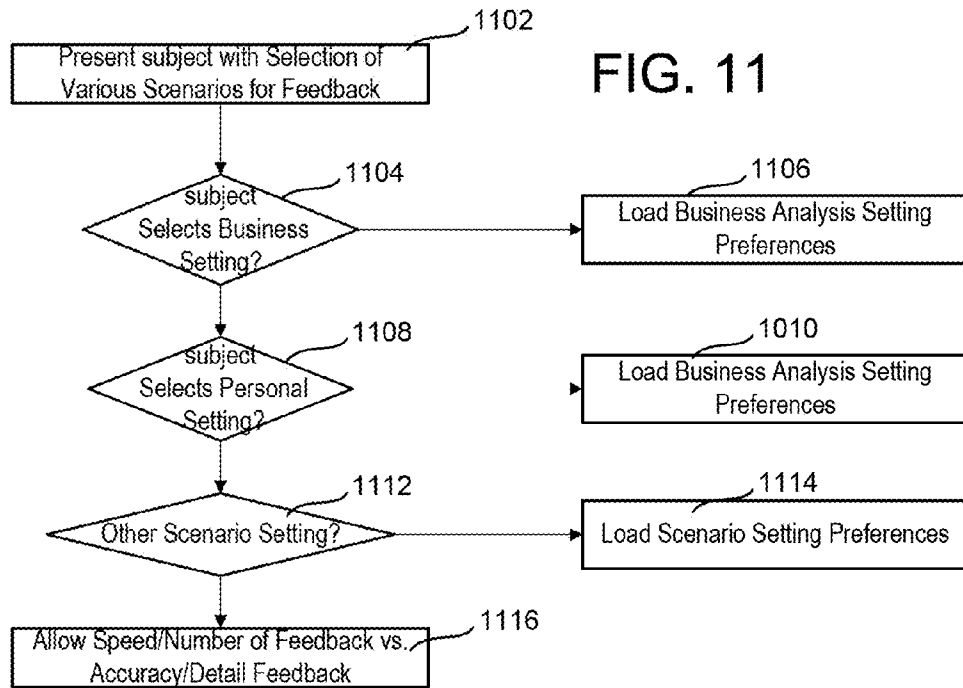 1102
Present subject with Selection of
Various Scenarios for Feedback
FIG. 11
1104
subject
Selects Business
Setting?
1106
Load Business Analysis Setting
Preferences
1108
subject
Selects Personal
Setting?
1010
Load Business Analysis Setting
Preferences
1112
Other Scenario Setting?
1114
Load Scenario Setting Preferences
1116
Allow Speed/Number of Feedback vs.
Accuracy/Detail Feedback